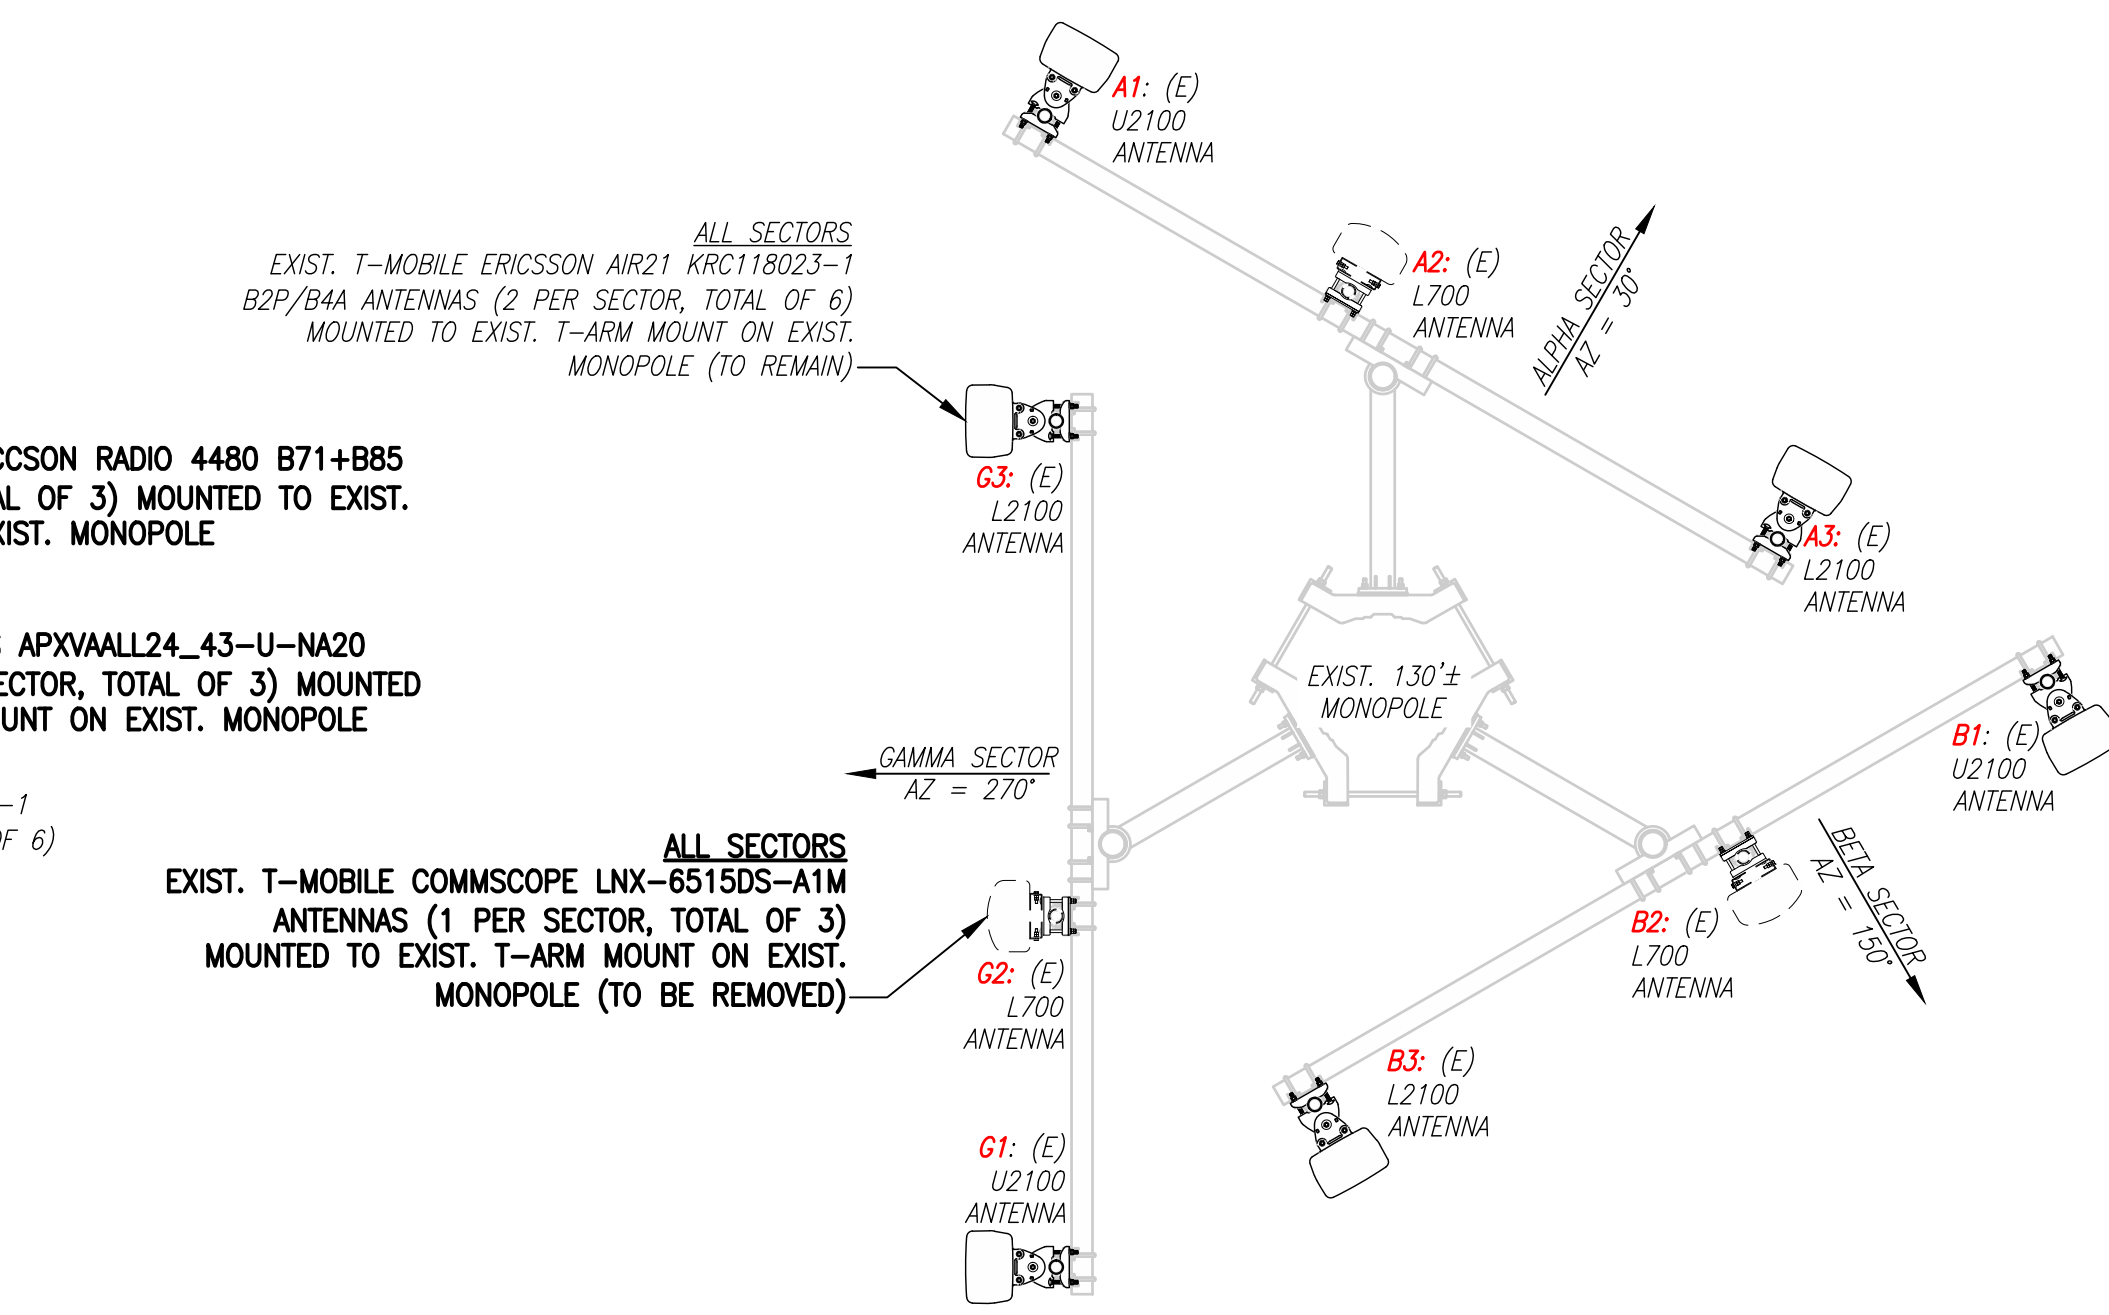 A1: (E)
U2100
ANTENNA
ALL SECTORS
EXIST. T-MOBILE ERICSSON AIR21 KRC118023-1
B2P/B4A ANTENNAS (2 PER SECTOR, TOTAL OF 6)
MOUNTED TO EXIST. T-ARM MOUNT ON EXIST.
MONOPOLE (TO REMAIN)
A2: (E)
L700
ANTENNA
ALPHA SECTOR
AZ = 30°
G3: (E)
L2100
ANTENNA
CCSON RADIO 4480 B71+B85
AL OF 3) MOUNTED TO EXIST.
XIST. MONOPOLE
A3: (E)
L2100
ANTENNA
S APXVAALL24_43-U-NA20
ECTOR, TOTAL OF 3) MOUNTED
OUNT ON EXIST. MONOPOLE
EXIST. 130'±
MONOPOLE
B1: (E)
U2100
ANTENNA
GAMMA SECTOR
AZ = 270°
-1
OF 6)
ALL SECTORS
EXIST. T-MOBILE COMMSCOPE LNX-6515DS-A1M
ANTENNAS (1 PER SECTOR, TOTAL OF 3)
MOUNTED TO EXIST. T-ARM MOUNT ON EXIST.
MONOPOLE (TO BE REMOVED)
BETA SECTOR
AZ = 150°
B2: (E)
L700
ANTENNA
G2: (E)
L700
ANTENNA
B3: (E)
L2100
ANTENNA
G1: (E)
U2100
ANTENNA